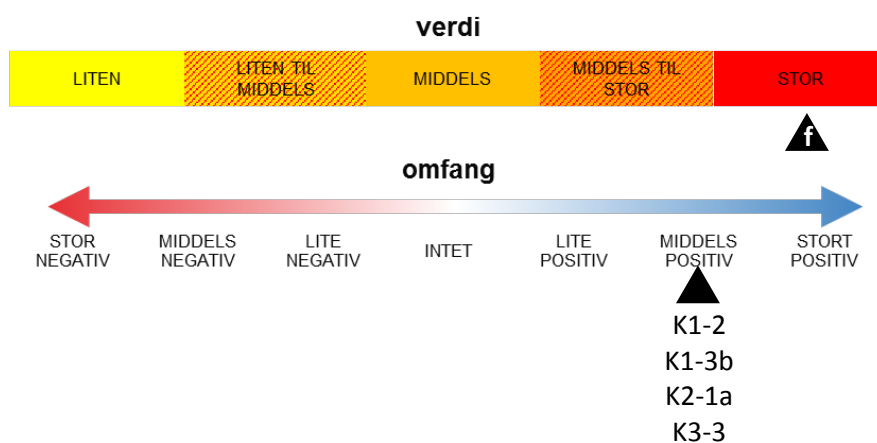 verdi
LITEN
LITEN TIL
MIDDELS
MIDDELS
MIDDELS TIL
STOR
STOR
f
omfang
STOR
NEGATIV
MIDDELS
NEGATIV
LITE
NEGATIV
INTET
LITE
POSITIV
MIDDELS
POSITIV
STORT
POSITIV
K1-2
K1-3b
K2-1a
K3-3